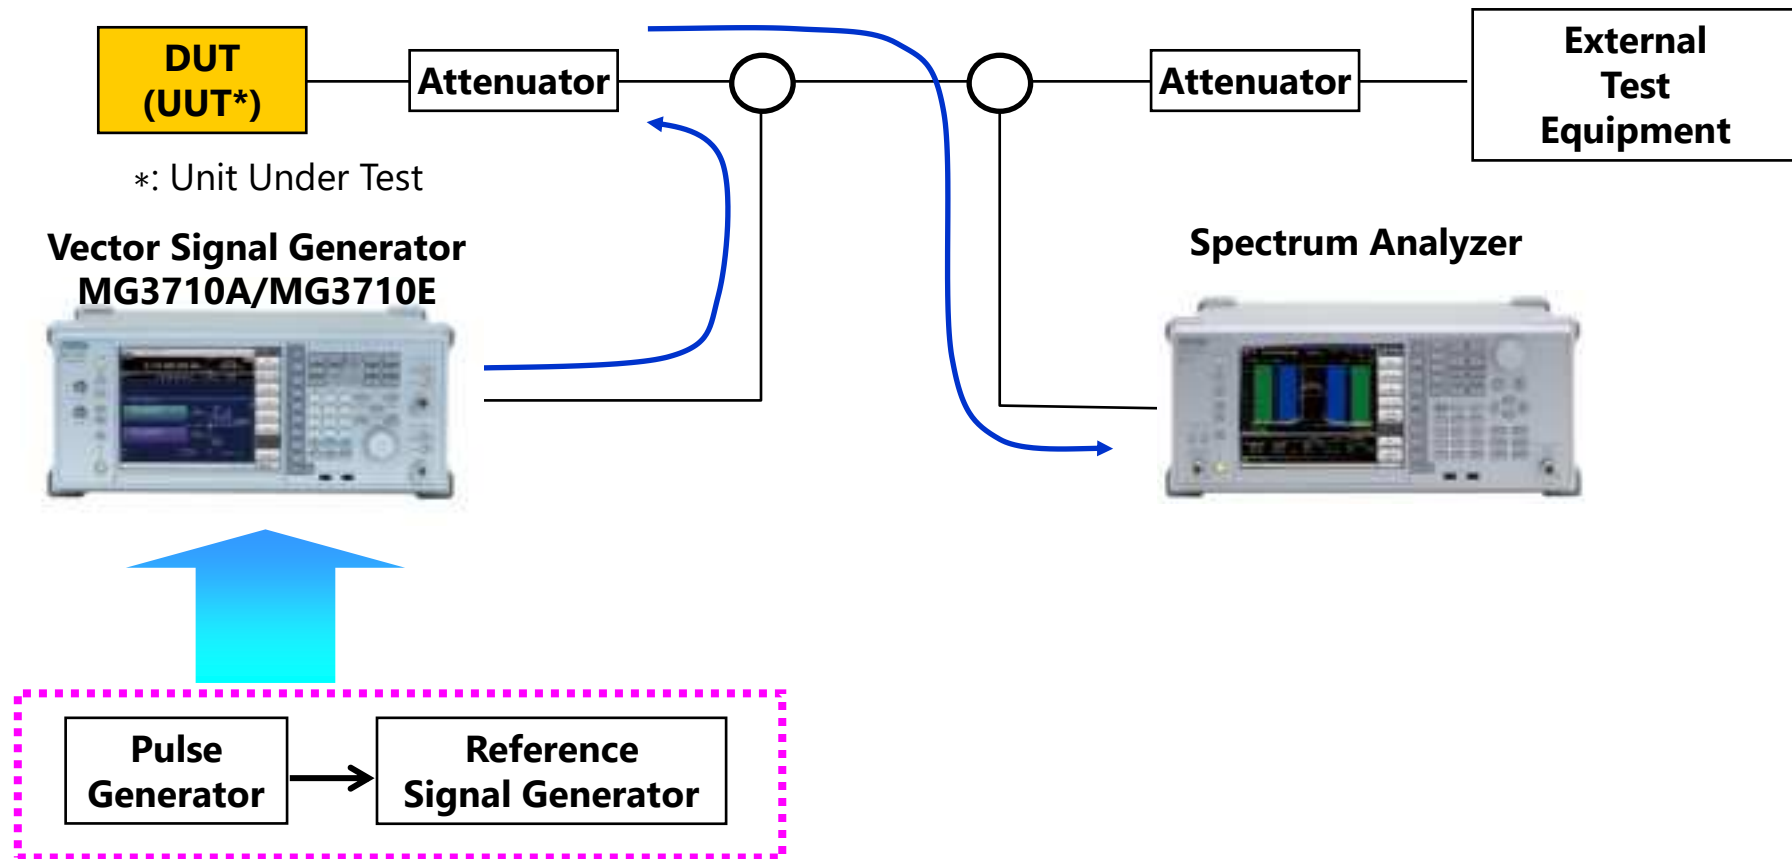 DUT
(UUT*)
Attenuator
Attenuator
External
Test
Equipment
*: Unit Under Test
Vector Signal Generator
MG3710A/MG3710E
Spectrum Analyzer
Pulse
Generator
Reference
Signal Generator